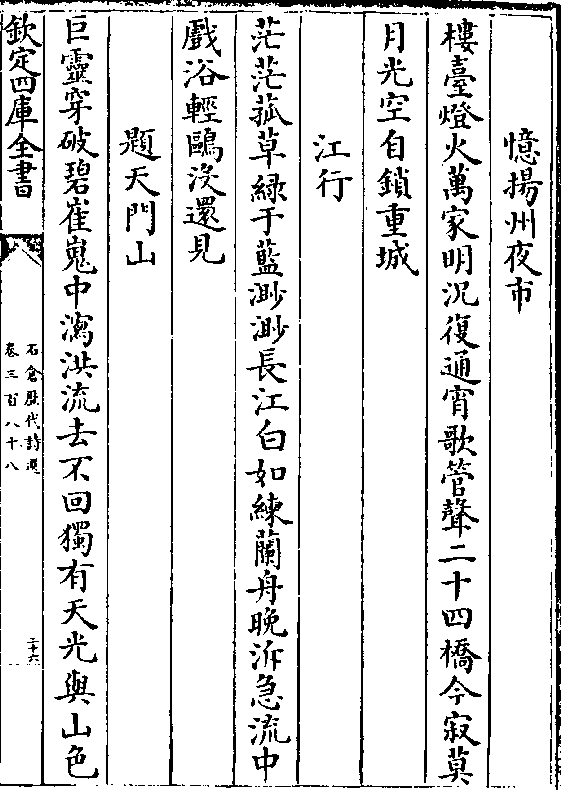 憶揚州夜市
樓臺燈火萬家明況復通宵歌管聲二十四橋今寂莫
月光空自鎖重城
江行
茫茫菰草緑于藍渺渺長江白如練蘭舟晚泝急流中
戲浴輕鷗没還見
題天門山
巨靈穿破碧崔嵬中瀉洪流去不回獨有天光與山色
欽定四庫全書
石倉歷代詩選
卷三百八十八
二十六